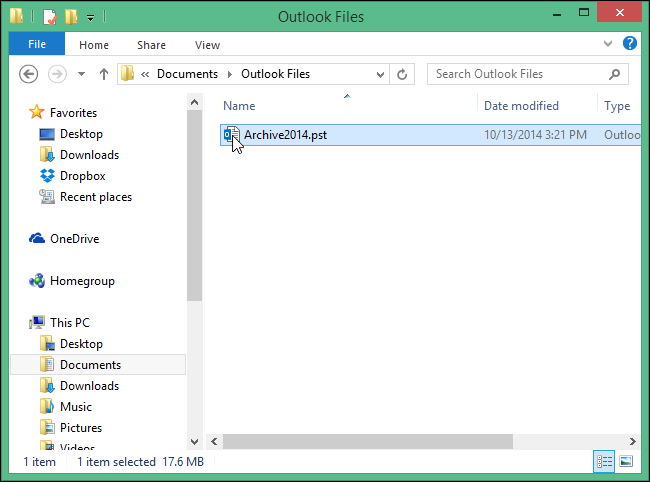 Outlook Files
File Home Share View
Documents Outlook Files Search Outlook Files
Name Date modified Type
Archive2014.pst 10/13/2014 3:21 PM Outloo
Favorites
Desktop
Downloads
Dropbox
Recent places
OneDrive
Homegroup
This PC
Desktop
Documents
Downloads
Music
Pictures
Videos
1 item 1 item selected 17.6 MB